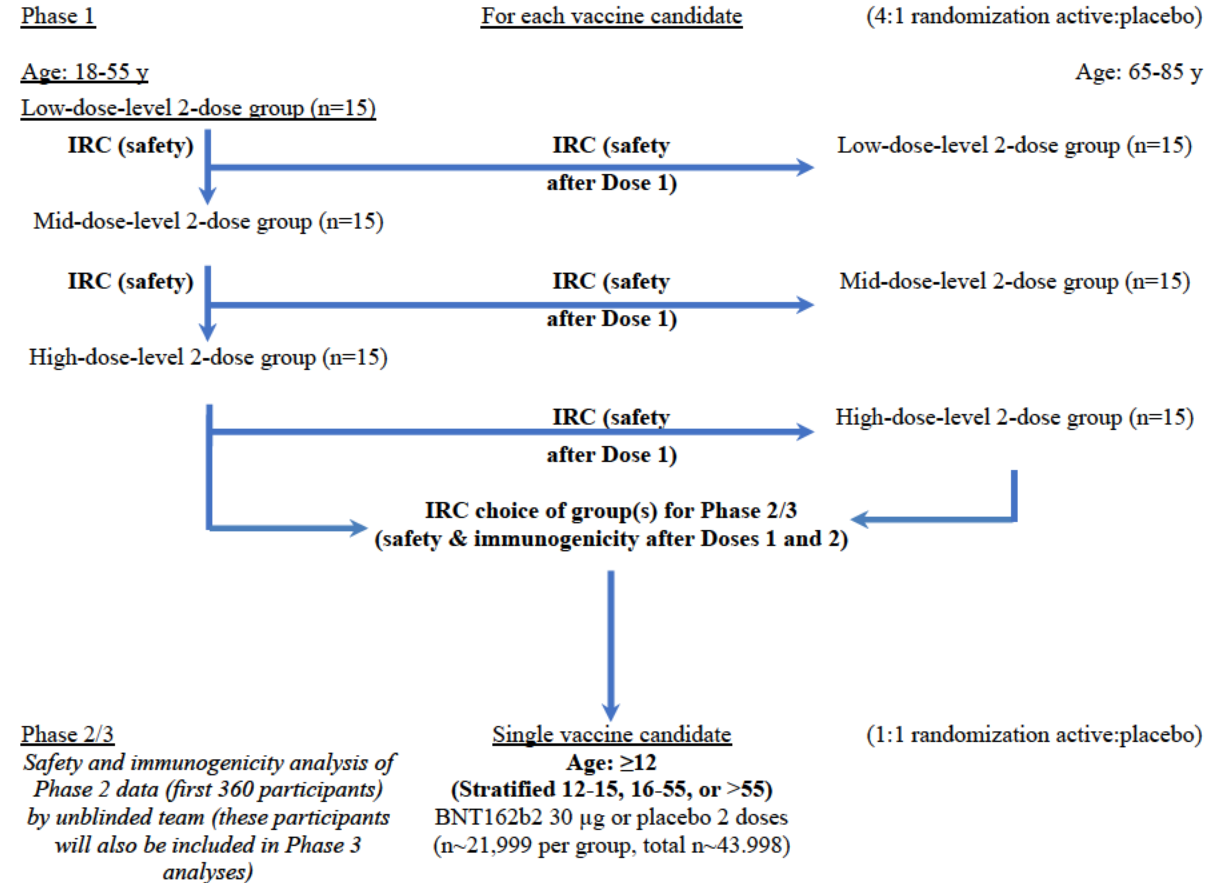 Phase 1
For each vaccine candidate
(4:1 randomization active:placebo)
Age: 18-55 y
Age: 65-85 y
Low-dose-level 2-dose group (n=15)
IRC (safety)
IRC (safety
after Dose 1)
Low-dose-level 2-dose group (n=15)
Mid-dose-level 2-dose group (n=15)
IRC (safety)
IRC (safety
after Dose 1)
Mid-dose-level 2-dose group (n=15)
High-dose-level 2-dose group (n=15)
IRC (safety
after Dose 1)
High-dose-level 2-dose group (n=15)
IRC choice of group(s) for Phase 2/3
(safety & immunogenicity after Doses 1 and 2)
Phase 2/3
Safety and immunogenicity analysis of
Phase 2 data (first 360 participants)
by unblinded team (these participants
will also be included in Phase 3
analyses)
Single vaccine candidate
Age: ≥12
(Stratified 12-15, 16-55, or >55)
BNT162b2 30 µg or placebo 2 doses
(n~21,999 per group, total n~43.998)
(1:1 randomization active:placebo)